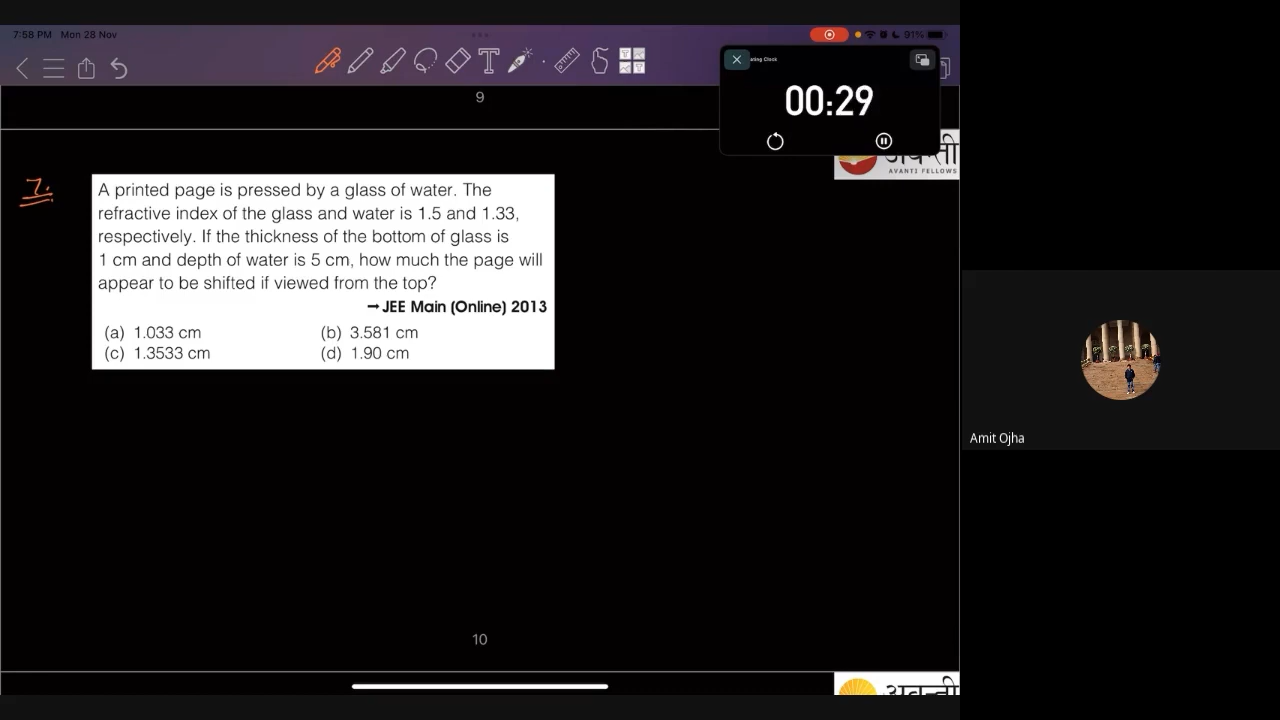 7:58 PM Mon 28 Nov
91%
ating Clock
00:29
9
अवन्ती
AVANTI FELLOWS
7.
A printed page is pressed by a glass of water. The
refractive index of the glass and water is 1.5 and 1.33,
respectively. If the thickness of the bottom of glass is
1 cm and depth of water is 5 cm, how much the page will
appear to be shifted if viewed from the top?
→ JEE Main (Online) 2013
(a) 1.033 cm (b) 3.581 cm
(c) 1.3533 cm (d) 1.90 cm
Amit Ojha
10
अवन्ती